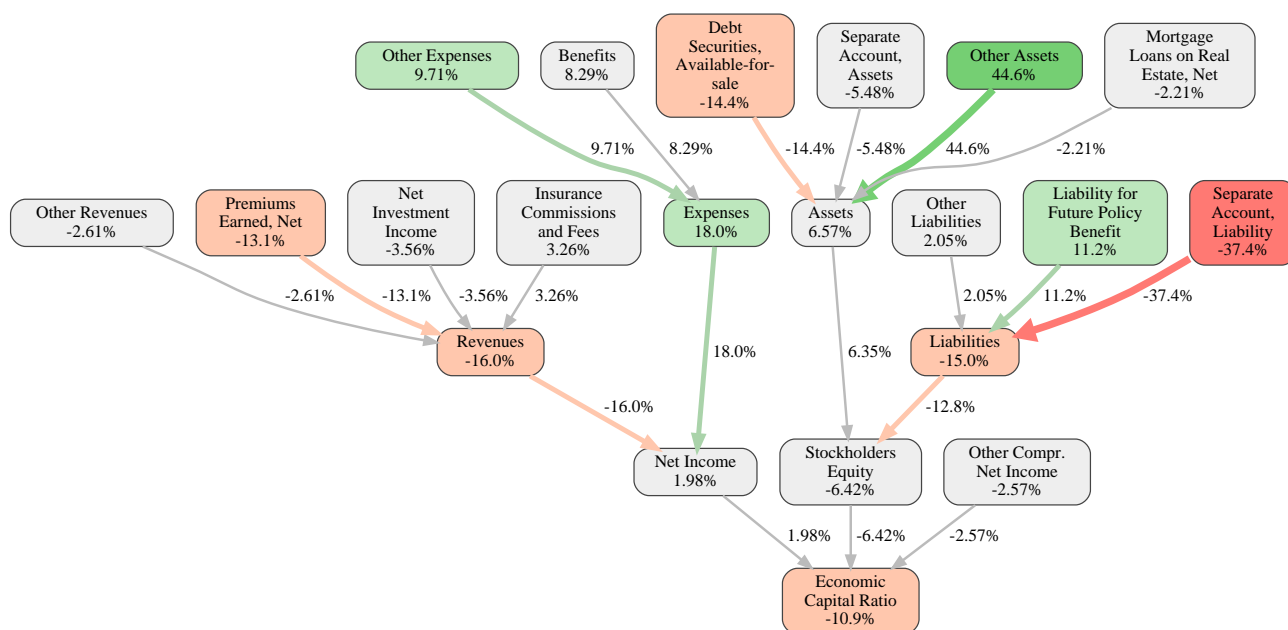 Other Expenses
9.71%
Benefits
8.29%
Debt
Securities,
Available-for-
sale
-14.4%
Separate
Account,
Assets
-5.48%
Other Assets
44.6%
Mortgage
Loans on Real
Estate, Net
-2.21%
9.71%
8.29%
-14.4%
-5.48%
44.6%
-2.21%
Other Revenues
-2.61%
Premiums
Earned, Net
-13.1%
Net
Investment
Income
-3.56%
Insurance
Commissions
and Fees
3.26%
Expenses
18.0%
Assets
6.57%
Other
Liabilities
2.05%
Liability for
Future Policy
Benefit
11.2%
Separate
Account,
Liability
-37.4%
-2.61%
-13.1%
-3.56%
3.26%
2.05%
11.2%
-37.4%
Revenues
-16.0%
18.0%
6.35%
Liabilities
-15.0%
-16.0%
-12.8%
Net Income
1.98%
Stockholders
Equity
-6.42%
Other Compr.
Net Income
-2.57%
1.98%
-6.42%
-2.57%
Economic
Capital Ratio
-10.9%